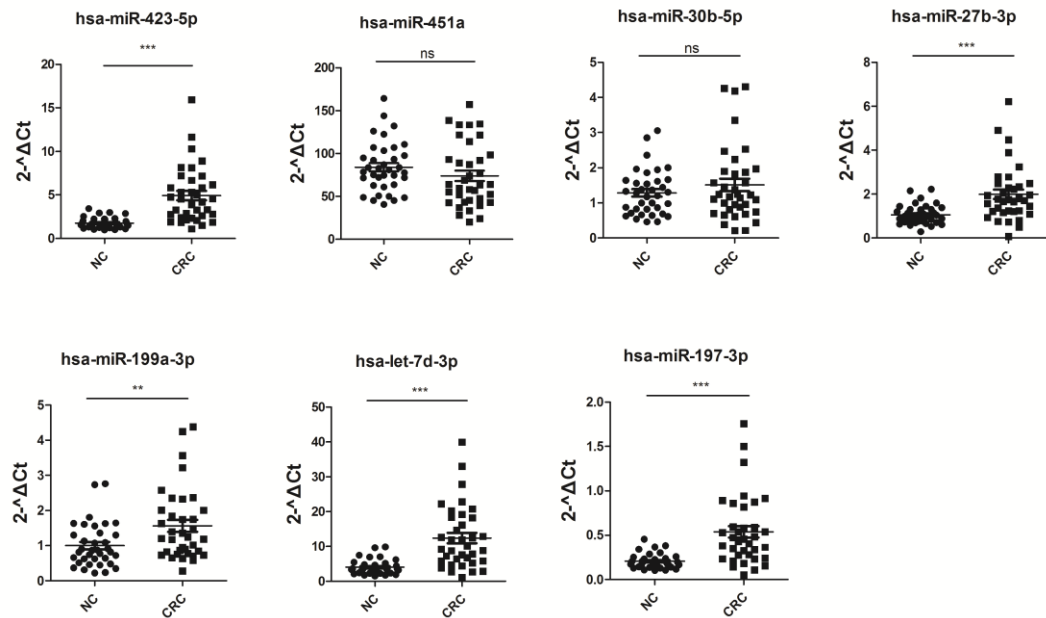 hsa-miR-423-5p
***
2-^ΔCt
20
15
10
5
0
NC
CRC
hsa-miR-451a
ns
2-^ΔCt
200
150
100
50
0
NC
CRC
hsa-miR-30b-5p
ns
2-^ΔCt
5
4
3
2
1
0
NC
CRC
hsa-miR-27b-3p
***
2-^ΔCt
8
6
4
2
0
NC
CRC
hsa-miR-199a-3p
**
2-^ΔCt
5
4
3
2
1
0
NC
CRC
hsa-let-7d-3p
***
2-^ΔCt
50
40
30
20
10
0
NC
CRC
hsa-miR-197-3p
***
2-^ΔCt
2.0
1.5
1.0
0.5
0.0
NC
CRC